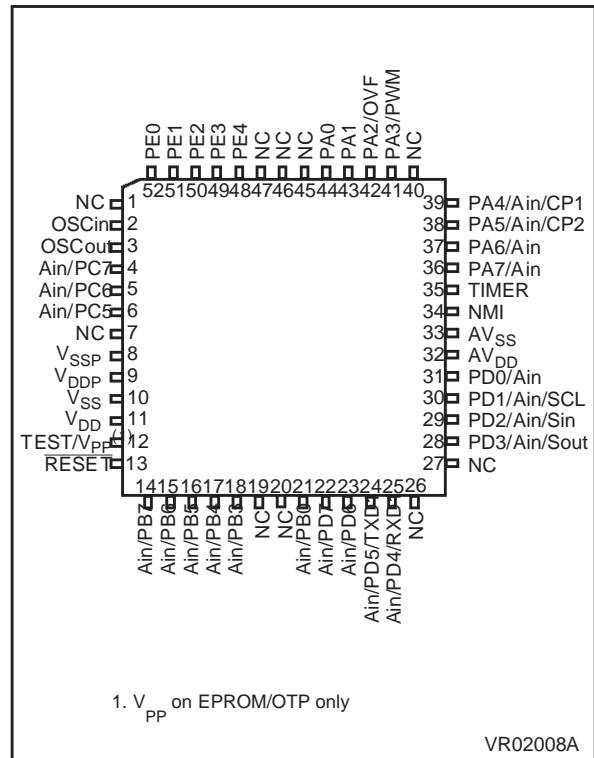 PE0
PE1
PE2
PE3
PE4
NC
NC
NC
PA0
PA1
PA2/OVF
PA3/PWM
NC
52 51 50 49 48 47 46 45 44 43 42 41 40
NC 1
OSCin 2
OSCout 3
Ain/PC7 4
Ain/PC6 5
Ain/PC5 6
NC 7
VSSP 8
VDDP 9
VSS 10
VDD 11
TEST/VPP(1) 12
RESET 13
39 PA4/Ain/CP1
38 PA5/Ain/CP2
37 PA6/Ain
36 PA7/Ain
35 TIMER
34 NMI
33 AVSS
32 AVDD
31 PD0/Ain
30 PD1/Ain/SCL
29 PD2/Ain/Sin
28 PD3/Ain/Sout
27 NC
14 15 16 17 18 19 20 21 22 23 24 25 26
Ain/PB7
Ain/PB6
Ain/PB5
Ain/PB4
Ain/PB3
NC
NC
Ain/PB0
Ain/PD7
Ain/PD6
Ain/PD5/TXD1
Ain/PD4/RXD1
NC
1. VPP on EPROM/OTP only
VR02008A